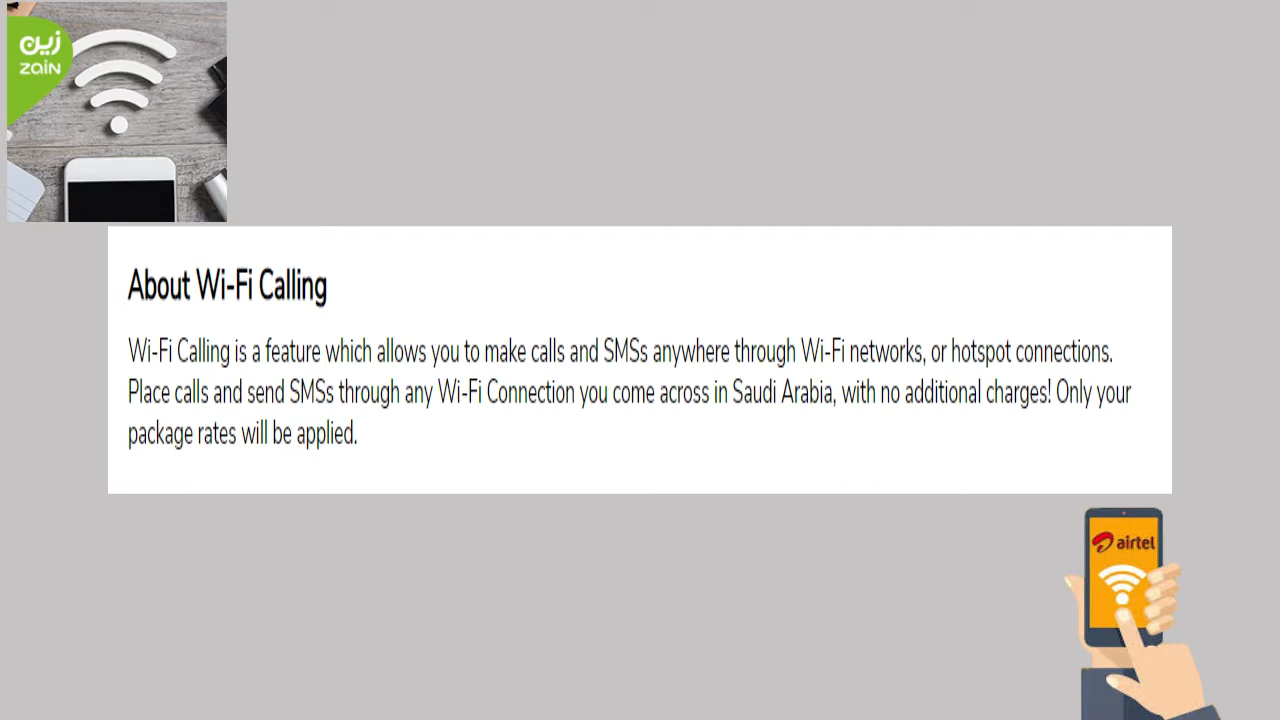 زين
zain
About Wi-Fi Calling
Wi-Fi Calling is a feature which allows you to make calls and SMSs anywhere through Wi-Fi networks, or hotspot connections.
Place calls and send SMSs through any Wi-Fi Connection you come across in Saudi Arabia, with no additional charges! Only your
package rates will be applied.
airtel